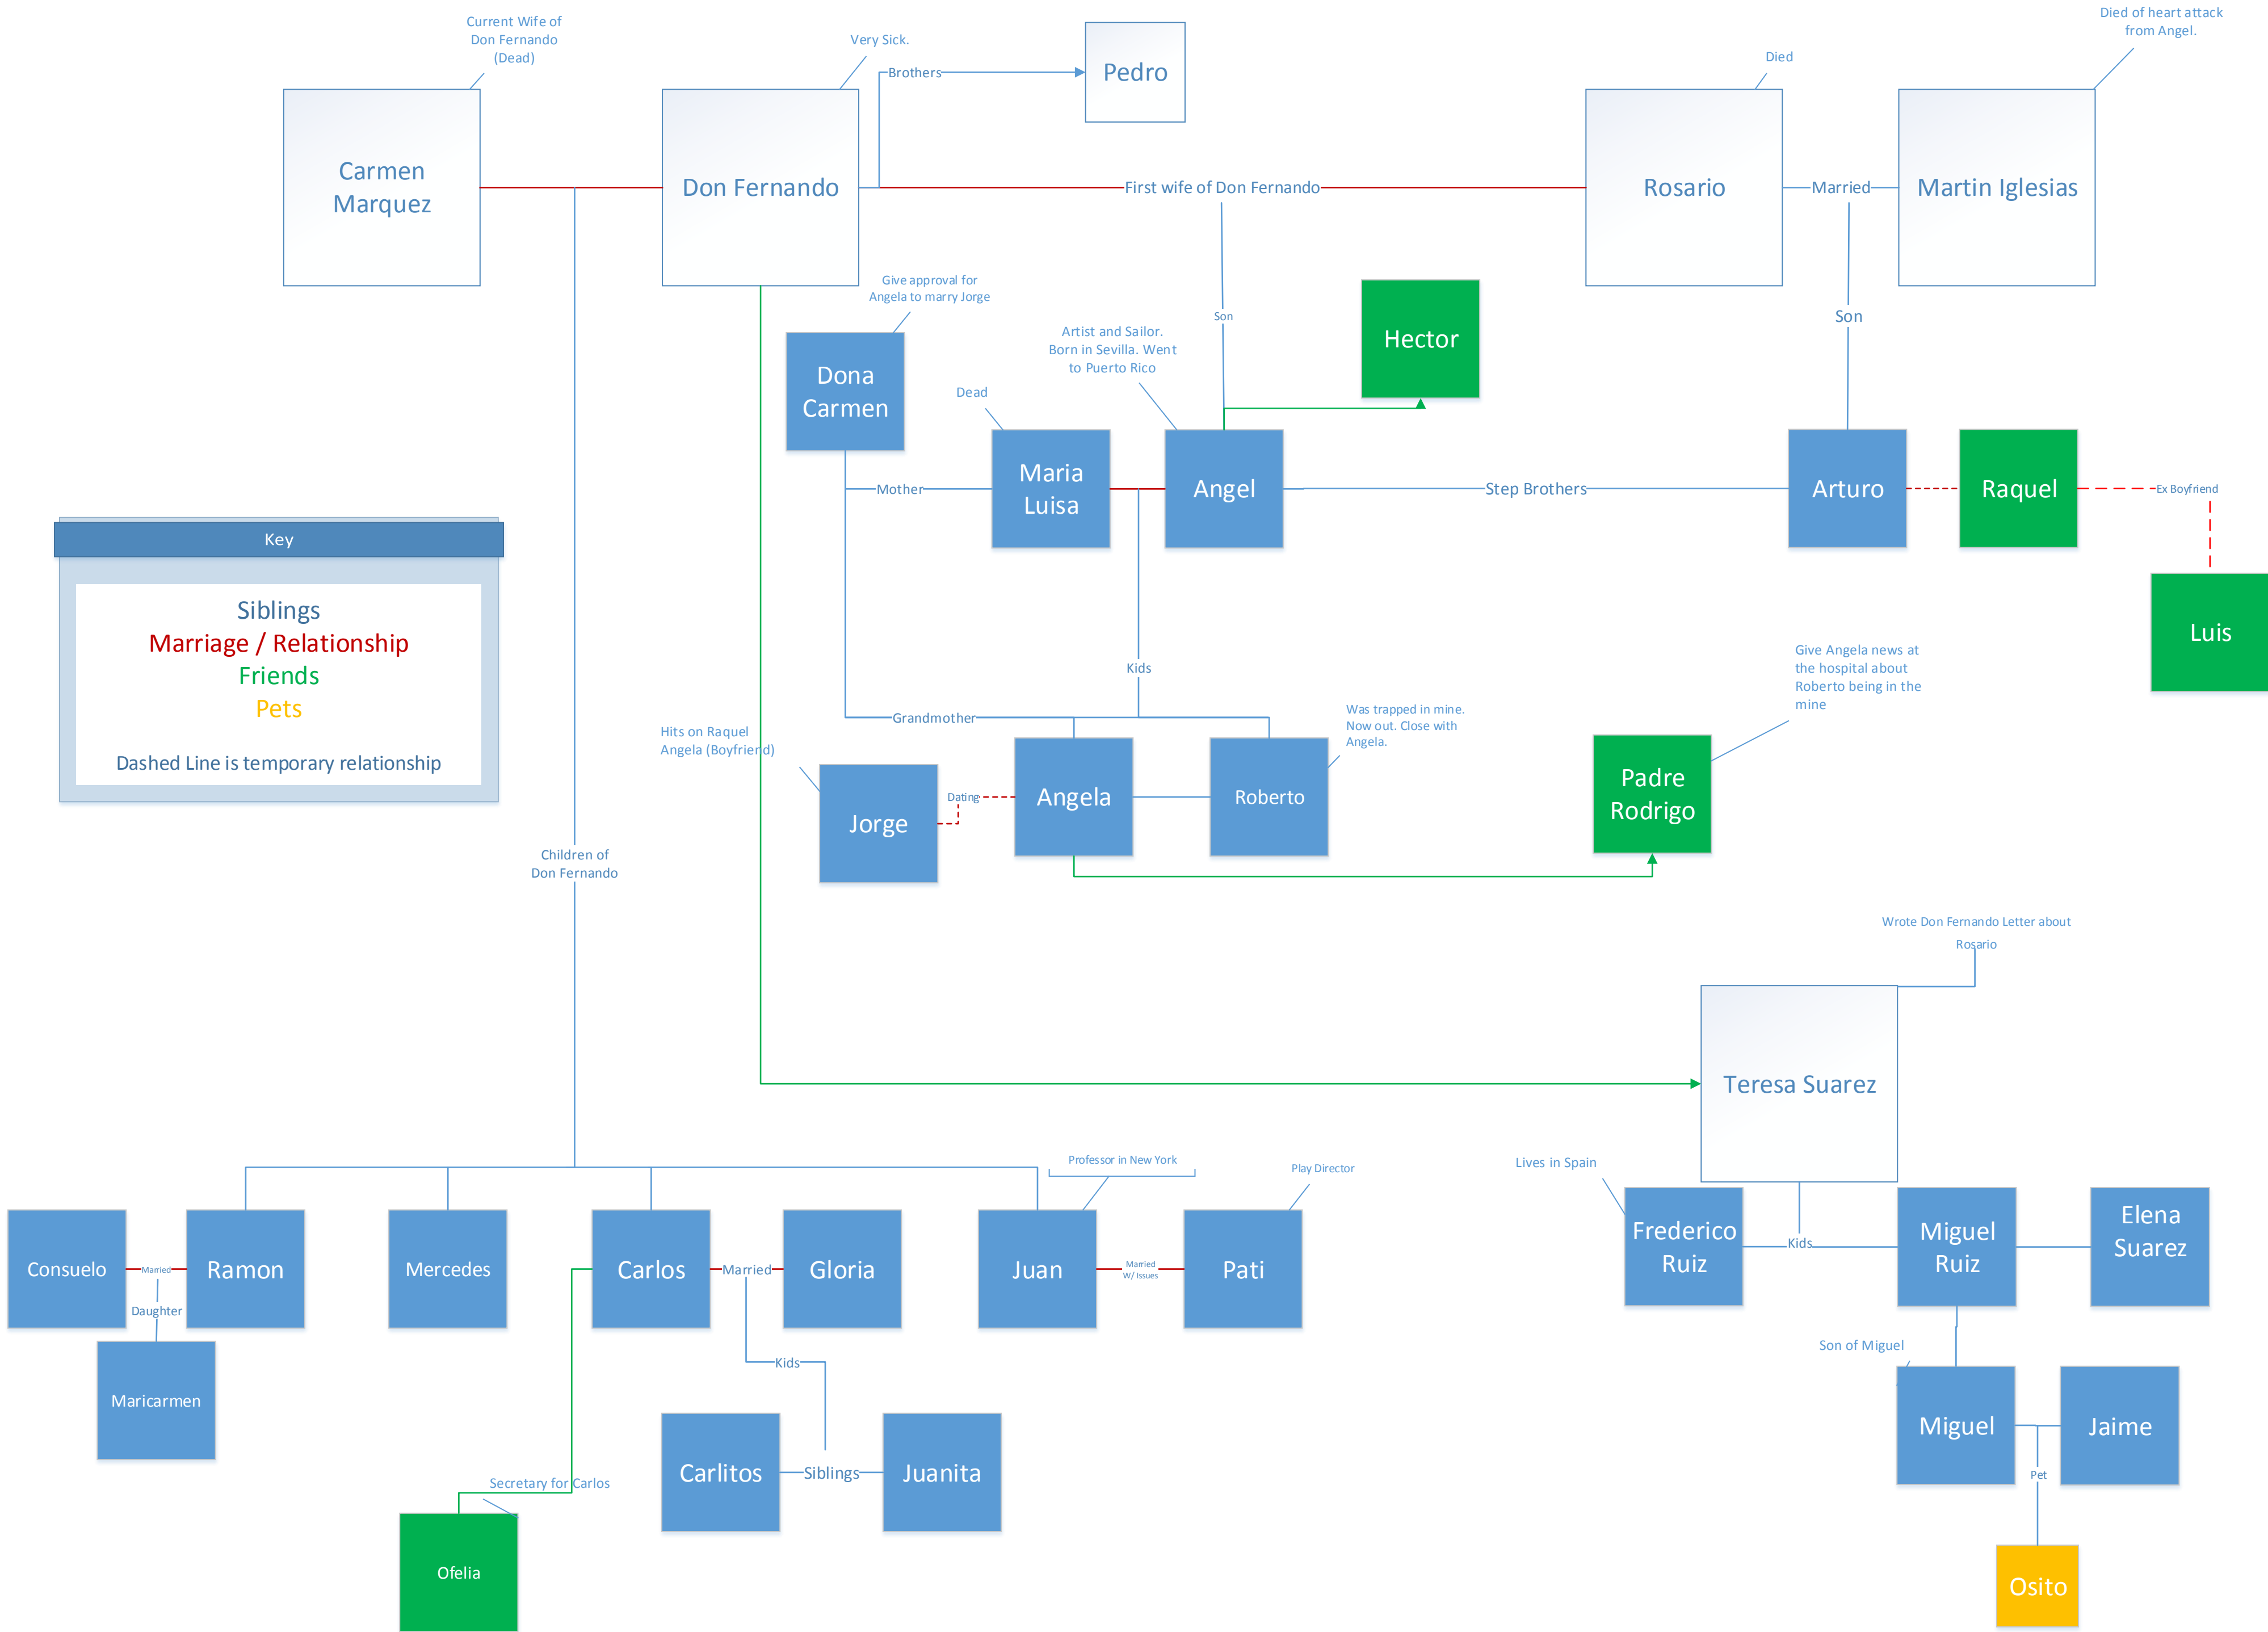 Current Wife of
Don Fernando
(Dead)
Very Sick.
Brothers
Pedro
Died
Died of heart attack
from Angel.
Carmen
Marquez
Don Fernando
First wife of Don Fernando
Rosario
Married
Martin Iglesias
Give approval for
Angela to marry Jorge
Dona
Carmen
Dead
Artist and Sailor.
Born in Sevilla. Went
to Puerto Rico
Son
Hector
Son
Mother
Maria
Luisa
Angel
Step Brothers
Arturo
Raquel
Ex Boyfriend
Luis
Key
Siblings
Marriage / Relationship
Friends
Pets
Dashed Line is temporary relationship
Kids
Grandmother
Hits on Raquel
Angela (Boyfriend)
Jorge
Dating
Angela
Roberto
Was trapped in mine.
Now out. Close with
Angela.
Give Angela news at
the hospital about
Roberto being in the
mine
Padre
Rodrigo
Children of
Don Fernando
Wrote Don Fernando Letter about
Rosario
Teresa Suarez
Professor in New York
Play Director
Lives in Spain
Consuelo
Married
Ramon
Daughter
Maricarmen
Mercedes
Carlos
Married
Gloria
Juan
Married
W/ Issues
Pati
Frederico
Ruiz
Kids
Miguel
Ruiz
Elena
Suarez
Kids
Carlitos
Siblings
Juanita
Secretary for Carlos
Ofelia
Son of Miguel
Miguel
Jaime
Pet
Osito